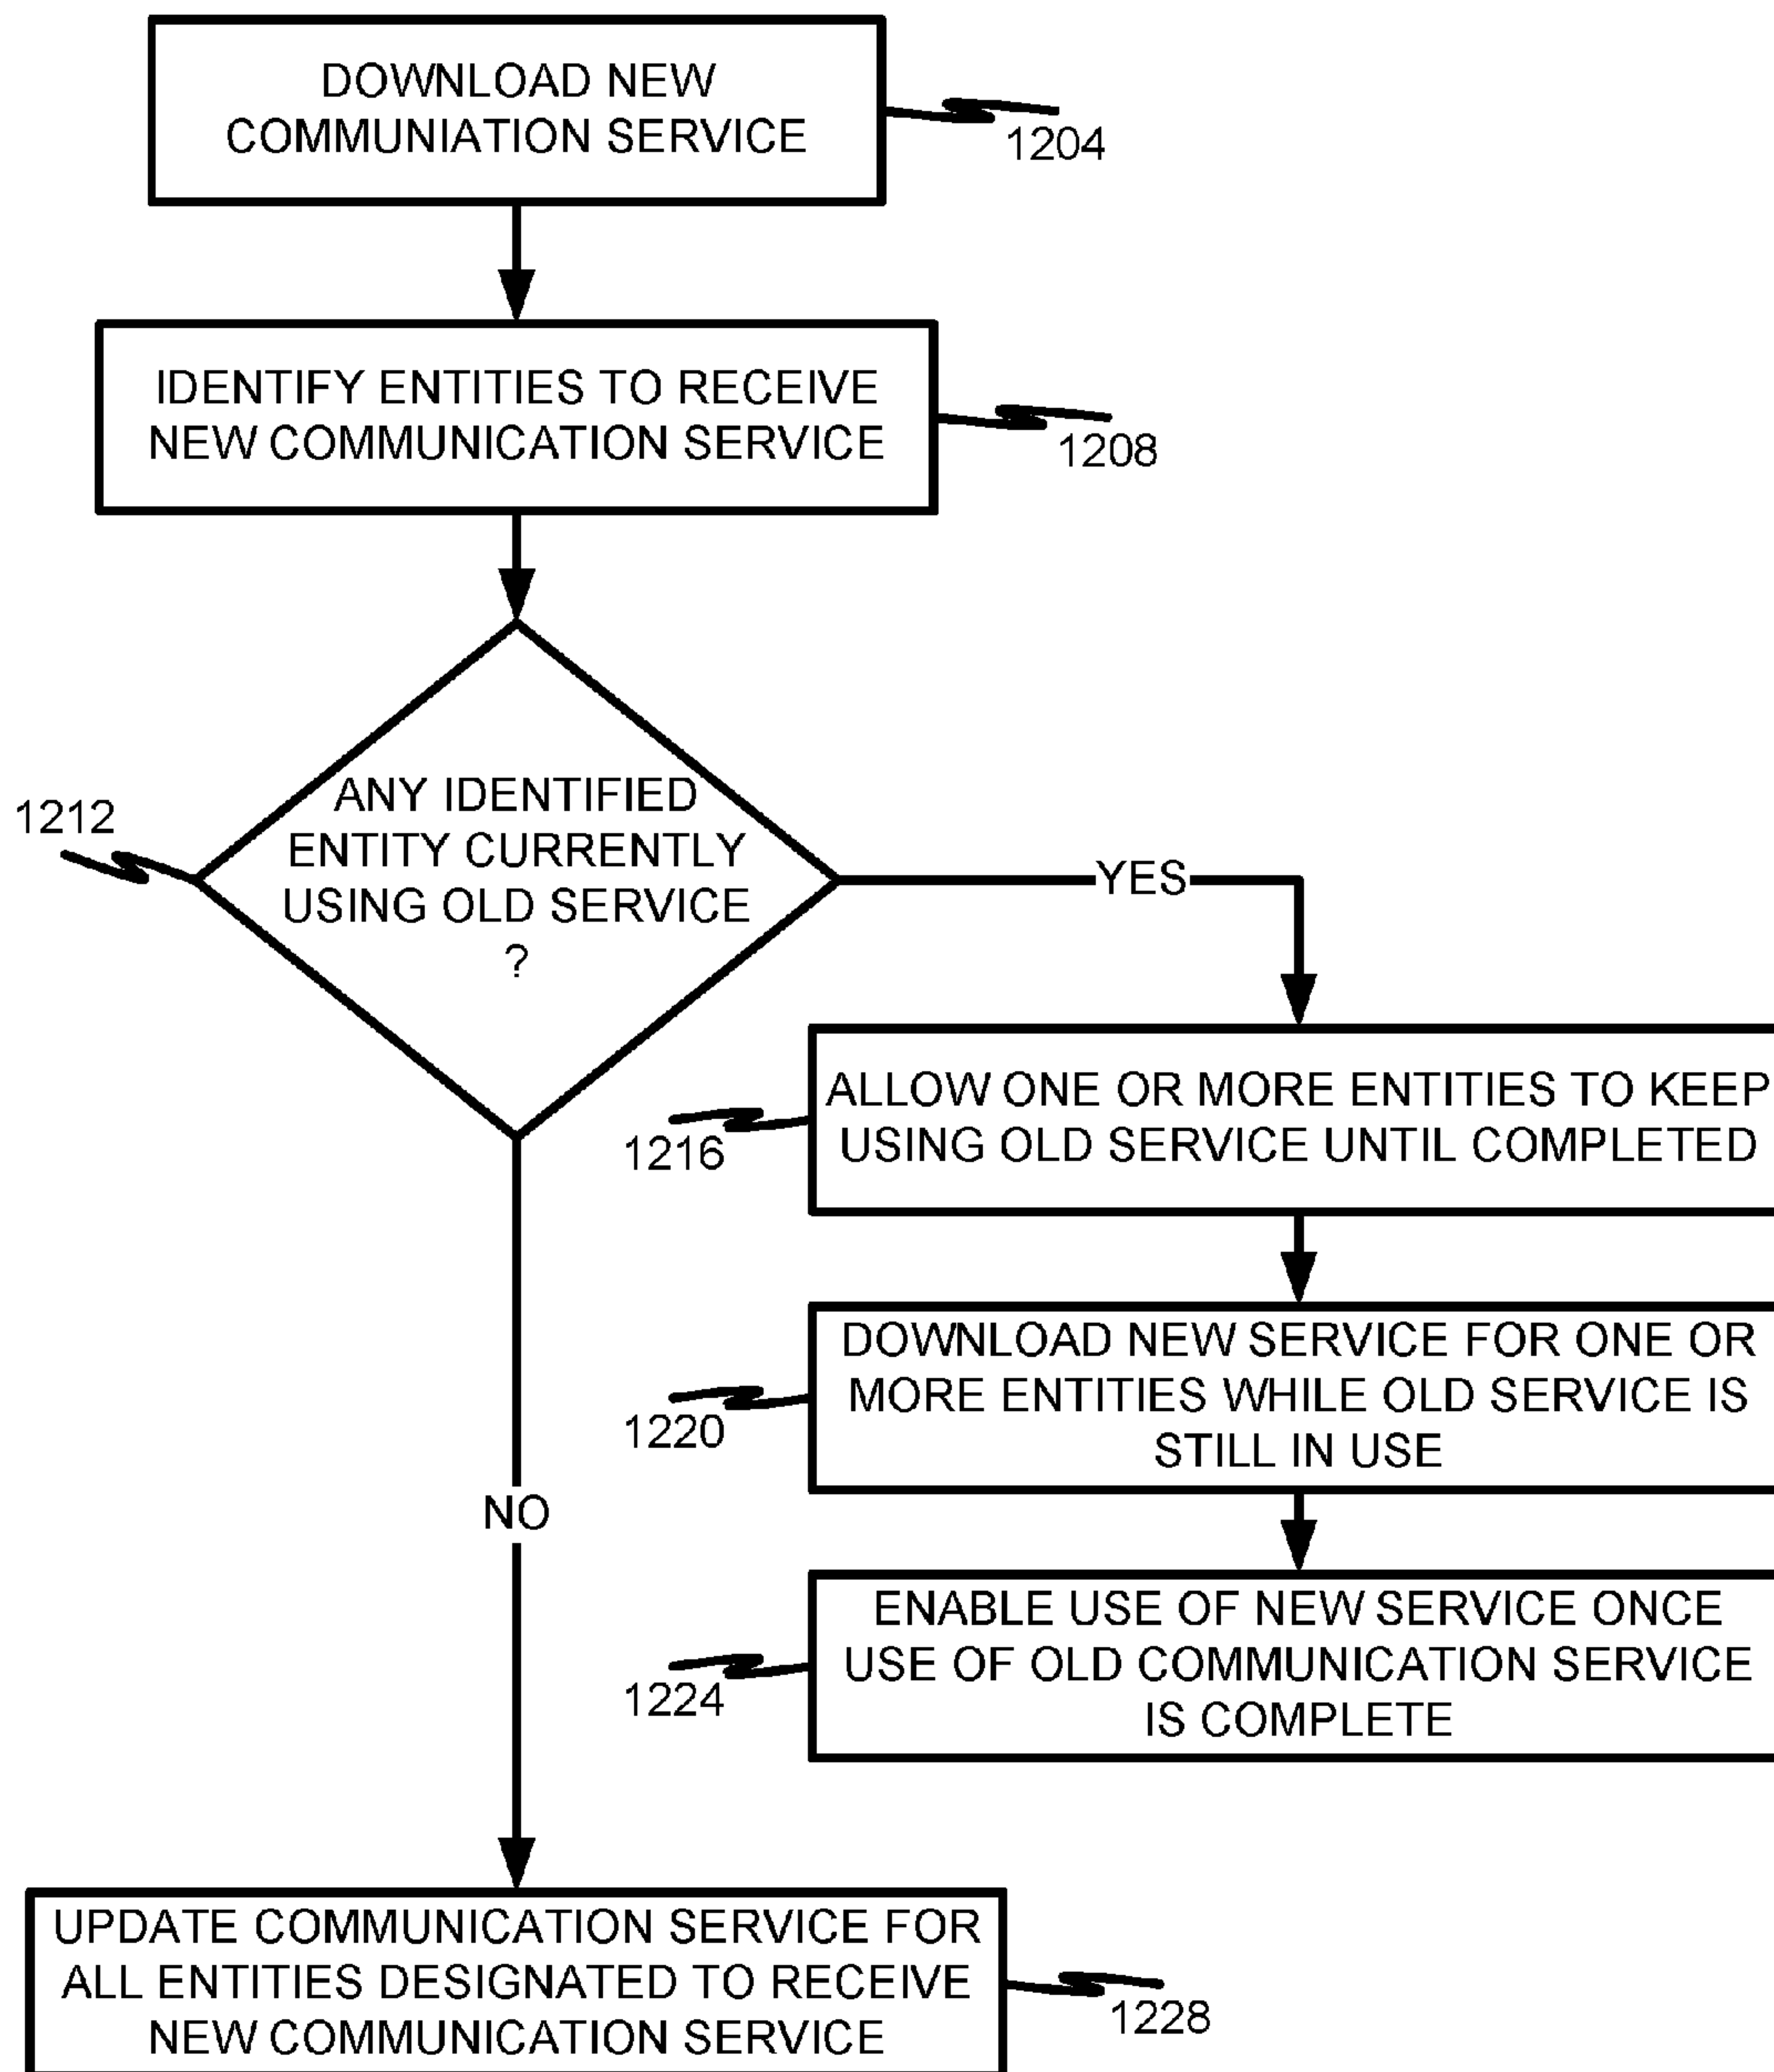 DOWNLOAD NEW
COMMUNIATION SERVICE
1204
IDENTIFY ENTITIES TO RECEIVE
NEW COMMUNICATION SERVICE
1208
1212
ANY IDENTIFIED
ENTITY CURRENTLY
USING OLD SERVICE
?
YES
ALLOW ONE OR MORE ENTITIES TO KEEP
USING OLD SERVICE UNTIL COMPLETED
1216
DOWNLOAD NEW SERVICE FOR ONE OR
MORE ENTITIES WHILE OLD SERVICE IS
STILL IN USE
1220
NO
ENABLE USE OF NEW SERVICE ONCE
USE OF OLD COMMUNICATION SERVICE
IS COMPLETE
1224
UPDATE COMMUNICATION SERVICE FOR
ALL ENTITIES DESIGNATED TO RECEIVE
NEW COMMUNICATION SERVICE
1228